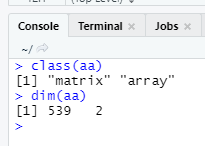 Console Terminal × Jobs ×
~/
> class(aa)
[1] "matrix" "array"
> dim(aa)
[1] 539   2
>